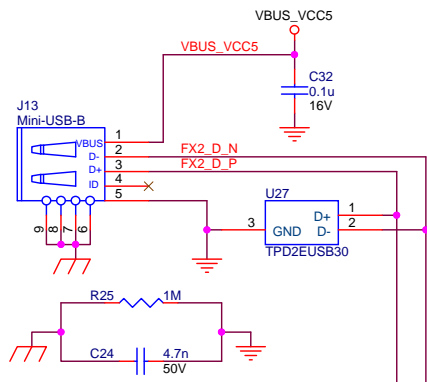 VBUS_VCC5
VBUS_VCC5
C32
0.1u
16V
J13
Mini-USB-B
VBUS 1
D- 2
D+ 3
ID 4
5
FX2_D_N
FX2_D_P
9 8 7 6
U27
3 GND D+ 1
D- 2
TPD2EUSB30
R25 1M
C24 4.7n
50V